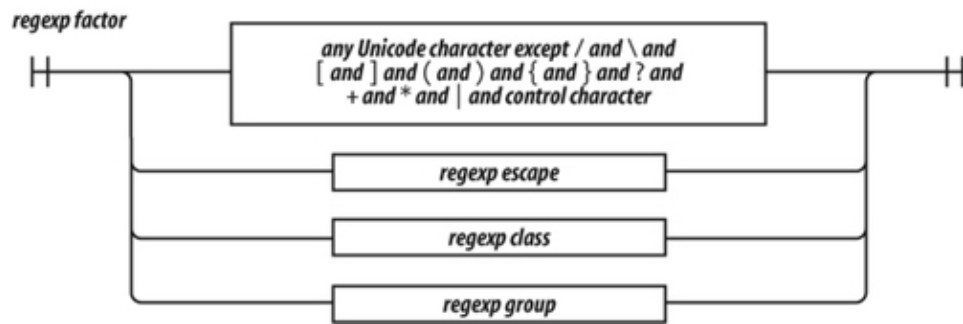 regexp factor
any Unicode character except / and \ and
[ and ] and ( and ) and { and } and ? and
+ and * and | and control character
regexp escape
regexp class
regexp group